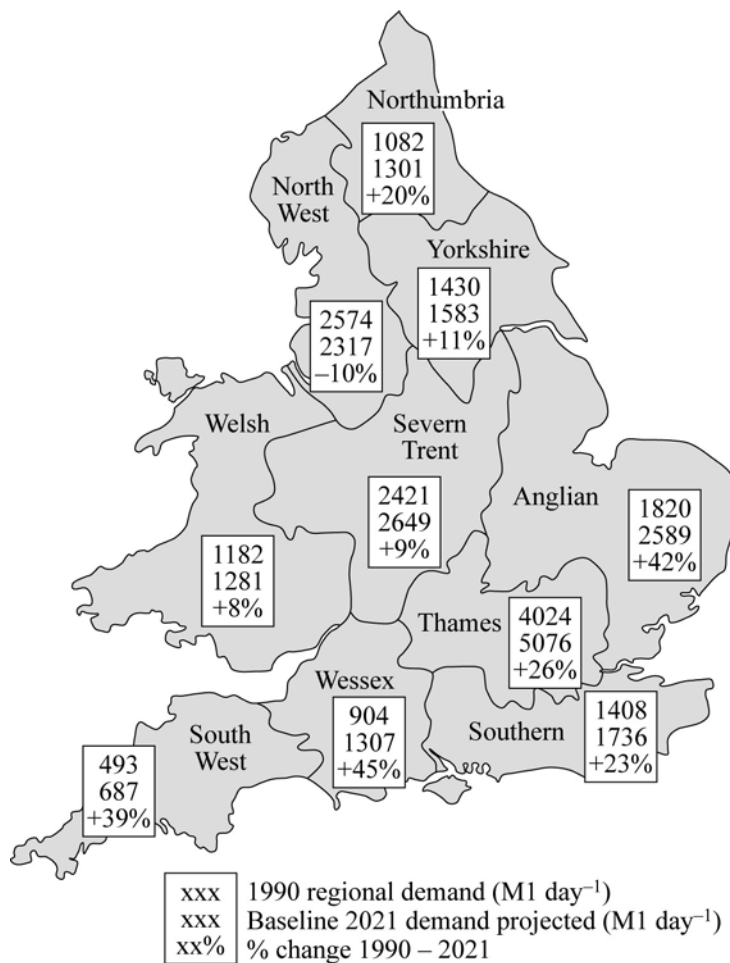 Northumbria
1082
1301
+20%
North
West
2574
2317
–10%
Yorkshire
1430
1583
+11%
Welsh
1182
1281
+8%
Severn
Trent
2421
2649
+9%
Anglian
1820
2589
+42%
Thames
4024
5076
+26%
Wessex
904
1307
+45%
Southern
1408
1736
+23%
South
West
493
687
+39%
xxx 1990 regional demand (M1 day⁻¹)
xxx Baseline 2021 demand projected (M1 day⁻¹)
xx% % change 1990 – 2021